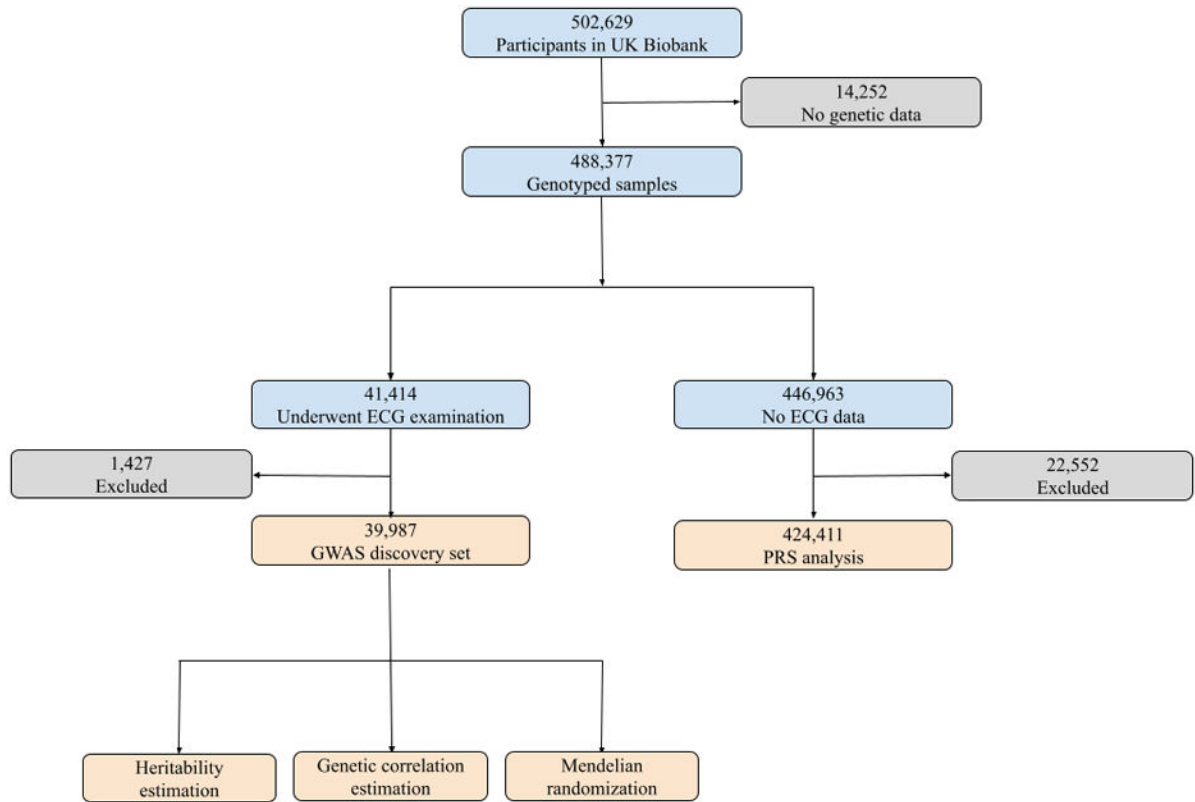 502,629
Participants in UK Biobank
14,252
No genetic data
488,377
Genotyped samples
41,414
Underwent ECG examination
446,963
No ECG data
1,427
Excluded
22,552
Excluded
39,987
GWAS discovery set
424,411
PRS analysis
Heritability
estimation
Genetic correlation
estimation
Mendelian
randomization